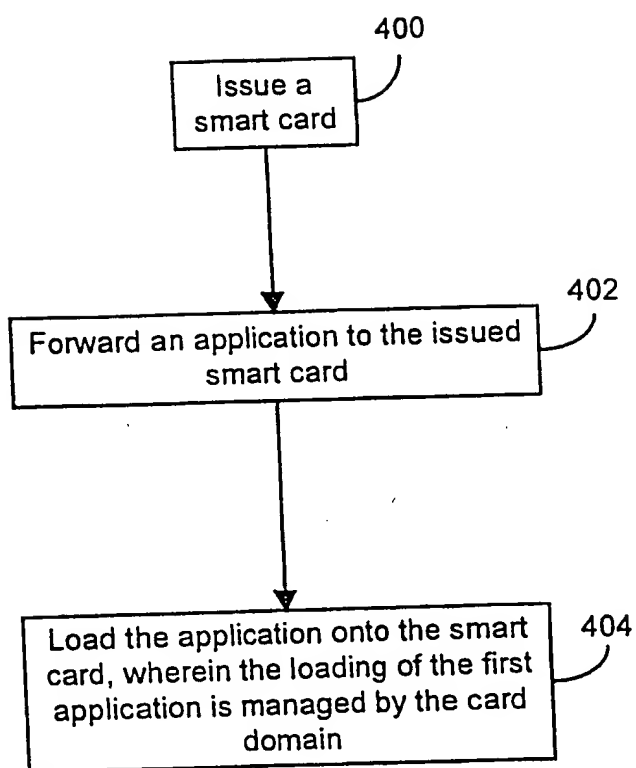 400
Issue a
smart card
402
Forward an application to the issued
smart card
404
Load the application onto the smart
card, wherein the loading of the first
application is managed by the card
domain